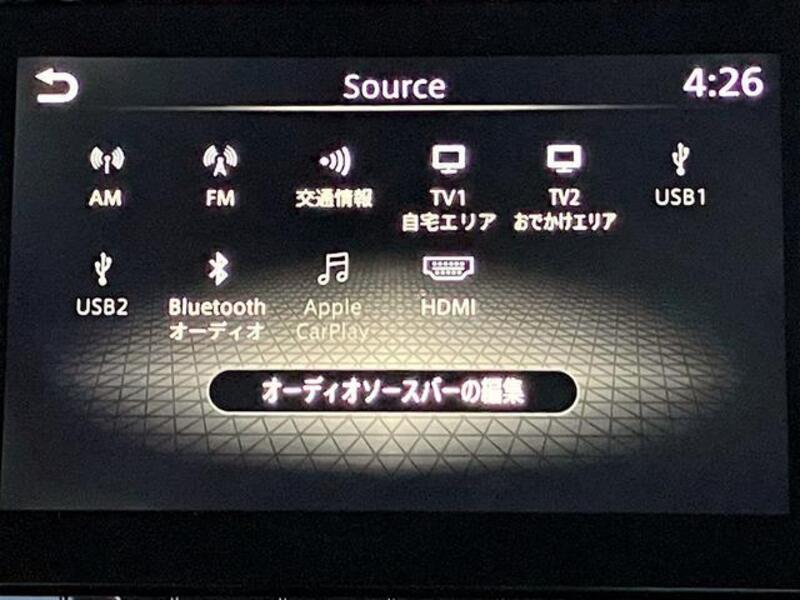 Source
4:26
AM
FM
交通情報
TV1
自宅エリア
TV2
おでかけエリア
USB1
USB2
Bluetooth
オーディオ
Apple
CarPlay
HDMI
オーディオソースバーの編集